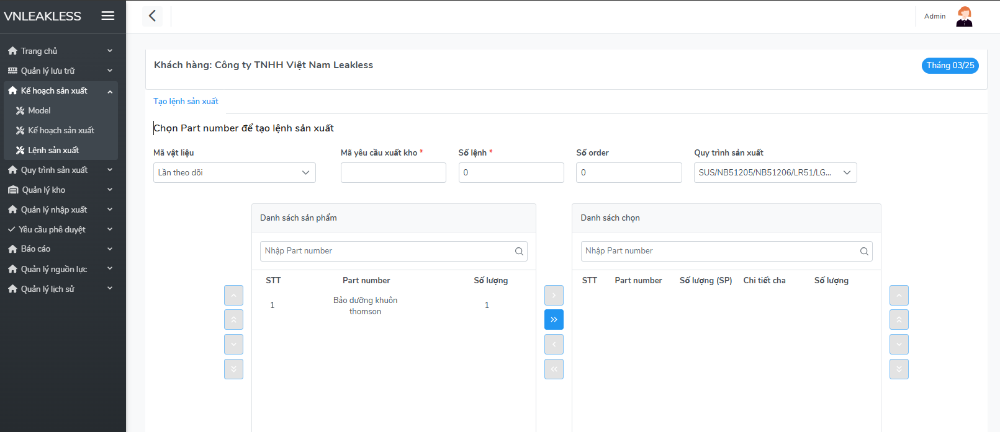 VNLEAKLESS
Admin
Trang chủ
Quản lý lưu trữ
Kế hoạch sản xuất
Model
Kế hoạch sản xuất
Lệnh sản xuất
Quy trình sản xuất
Quản lý kho
Quản lý nhập xuất
Yêu cầu phê duyệt
Báo cáo
Quản lý nguồn lực
Quản lý lịch sử
Khách hàng: Công ty TNHH Việt Nam Leakless
Tháng 03/25
Tạo lệnh sản xuất
Chọn Part number để tạo lệnh sản xuất
Mã vật liệu
Mã yêu cầu xuất kho *
Số lệnh *
Số order
Quy trình sản xuất
Lần theo dõi
0
0
SUS/NB51205/NB51206/LR51/LG...
Danh sách sản phẩm
Nhập Part number
STT Part number Số lượng
1 Bảo dưỡng khuôn 1
thomson
Danh sách chọn
Nhập Part number
STT Part number Số lượng (SP) Chi tiết cha Số lượng